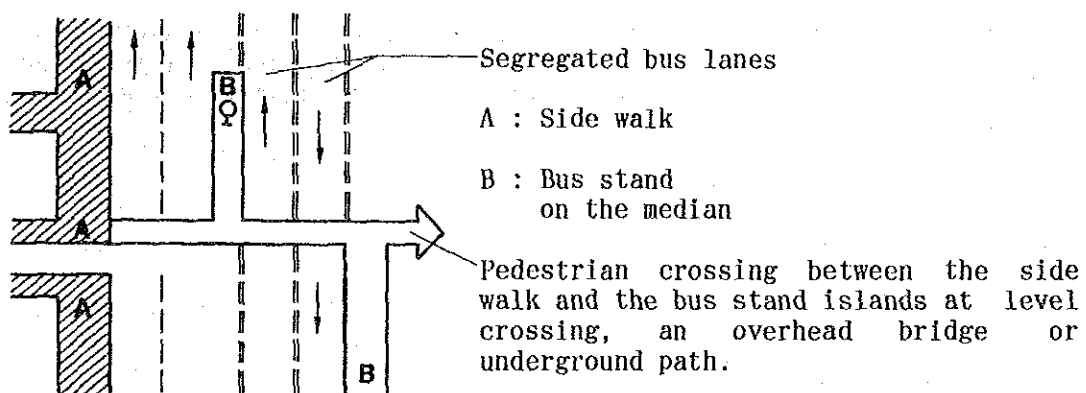 A
B
Segregated bus lanes
A : Side walk
B : Bus stand
on the median
A
Pedestrian crossing between the side
walk and the bus stand islands at level
crossing, an overhead bridge or
underground path.
A
B